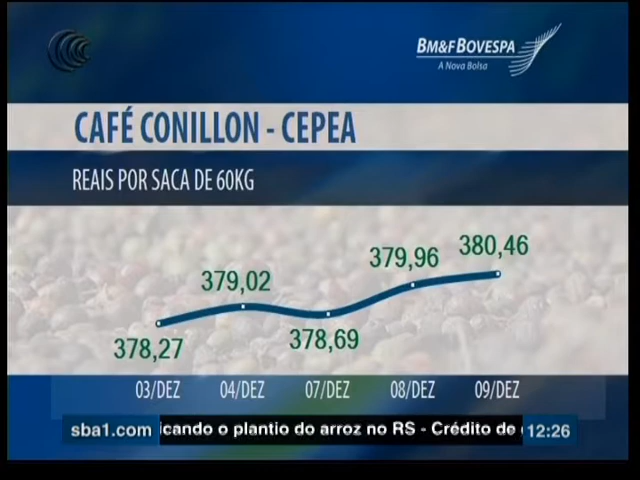 BM&FBOVESPA
A Nova Bolsa
CAFÉ CONILLON - CEPEA
REAIS POR SACA DE 60KG
378,27
379,02
378,69
379,96
380,46
03/DEZ 04/DEZ 07/DEZ 08/DEZ 09/DEZ
sba1.com icando o plantio do arroz no RS - Crédito de 12:26